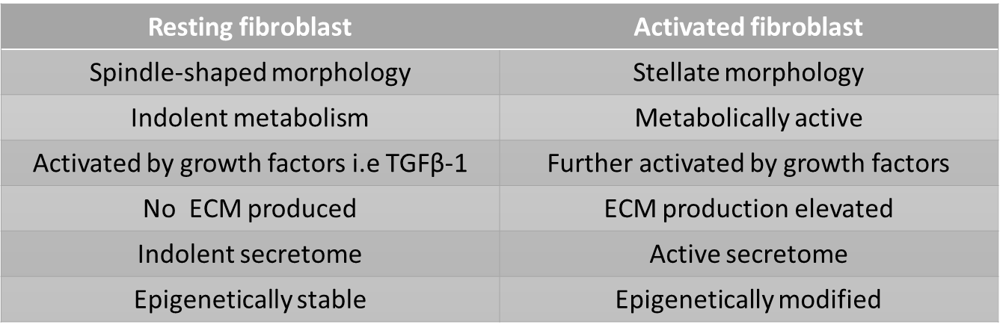 Resting fibroblast Activated fibroblast
Spindle-shaped morphology Stellate morphology
Indolent metabolism Metabolically active
Activated by growth factors i.e TGFβ-1 Further activated by growth factors
No ECM produced ECM production elevated
Indolent secretome Active secretome
Epigenetically stable Epigenetically modified